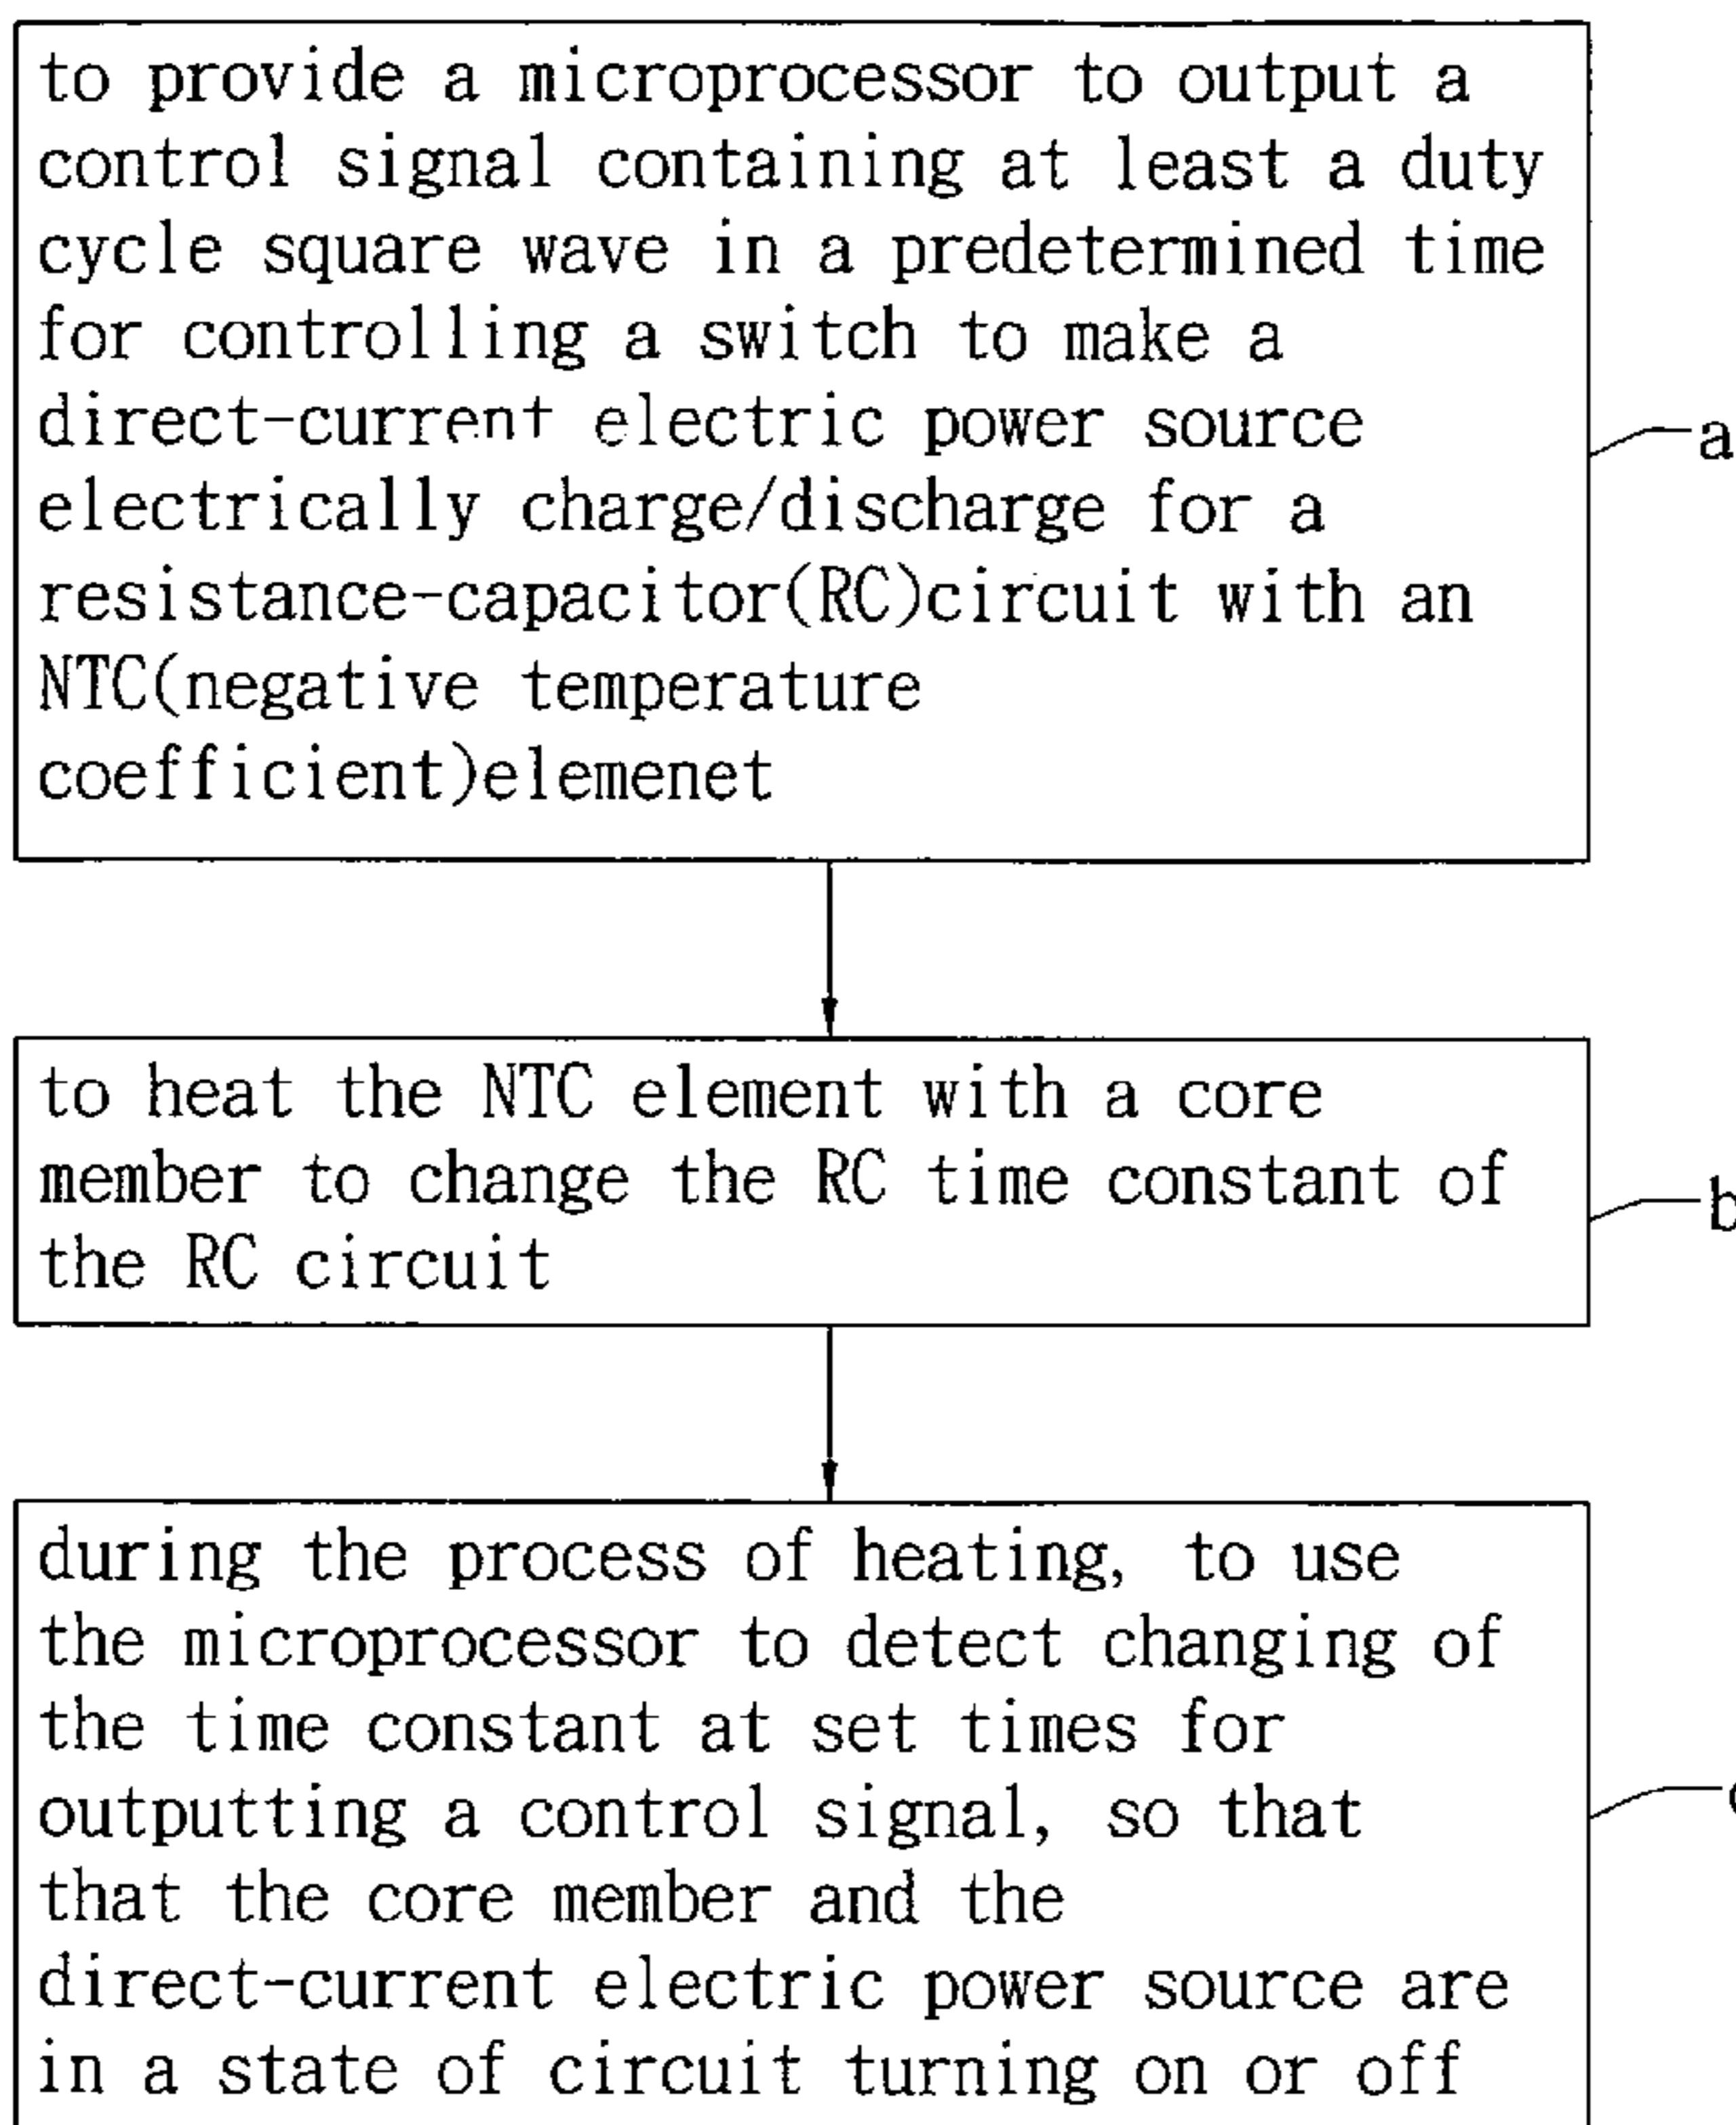 to provide a microprocessor to output a
control signal containing at least a duty
cycle square wave in a predetermined time
for controlling a switch to make a
direct-current electric power source
electrically charge/discharge for a
resistance-capacitor(RC)circuit with an
NTC(negative temperature
coefficient)elemenet
a
to heat the NTC element with a core
member to change the RC time constant of
the RC circuit
b
during the process of heating, to use
the microprocessor to detect changing of
the time constant at set times for
outputting a control signal, so that
that the core member and the
direct-current electric power source are
in a state of circuit turning on or off